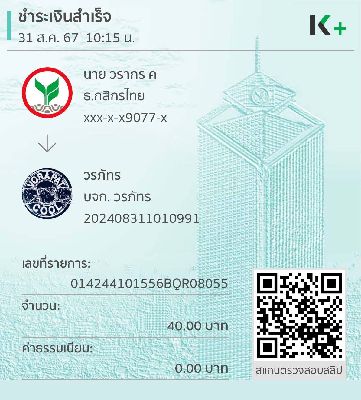 ชำระเงินสำเร็จ
31 ส.ค. 67 10:15 น.
K+
นาย วรากร ค
ธ.กสิกรไทย
xxx-x-x9077-x
VORAPAT
COOL
วรภัทร
บจก. วรภัทร
202408311010991
เลขที่รายการ:
014244101556BQR08055
จำนวน:
40.00 บาท
ค่าธรรมเนียม:
0.00 บาท
สแกนตรวจสอบสลิป